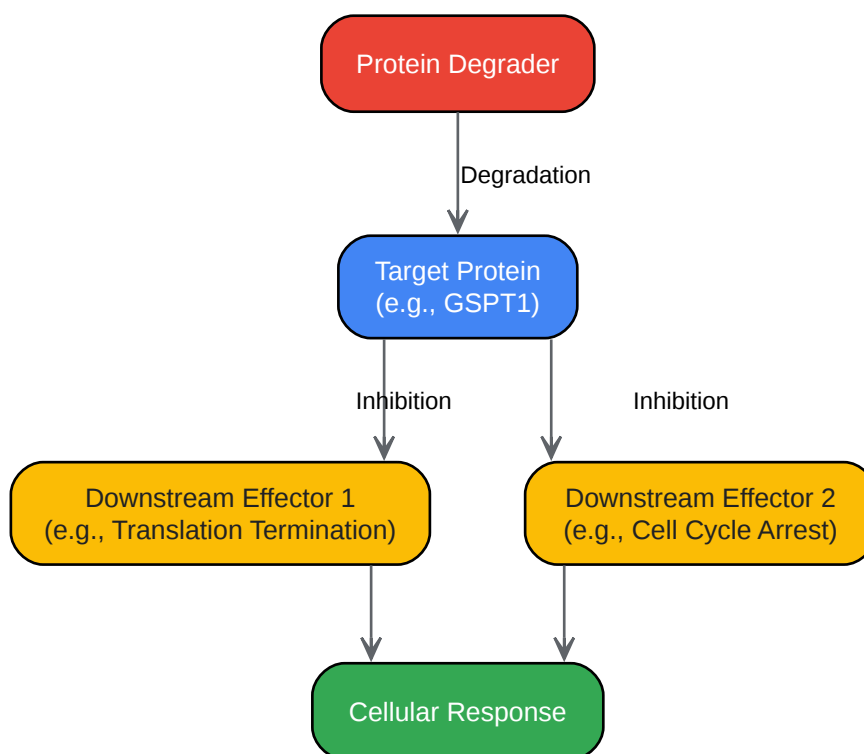 Protein Degrader
Degradation
Target Protein
(e.g., GSPT1)
Inhibition
Inhibition
Downstream Effector 1
(e.g., Translation Termination)
Downstream Effector 2
(e.g., Cell Cycle Arrest)
Cellular Response